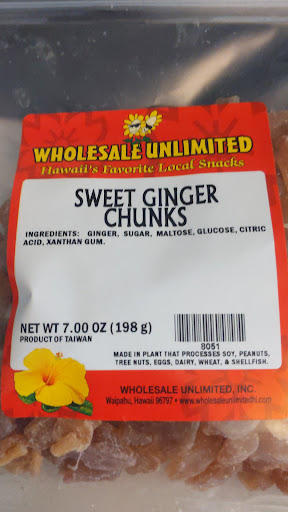 WHOLESALE UNLIMITED
Hawaii's Favorite Local Snacks
SWEET GINGER
CHUNKS
INGREDIENTS: GINGER, SUGAR, MALTOSE, GLUCOSE, CITRIC
ACID, XANTHAN GUM.
NET WT 7.00 OZ (198 g)
PRODUCT OF TAIWAN
8051
MADE IN PLANT THAT PROCESSES SOY, PEANUTS,
TREE NUTS, EGGS, DAIRY, WHEAT, & SHELLFISH.
WHOLESALE UNLIMITED, INC.
Waipahu, Hawaii 96797 • www.wholesaleunlimitedhi.com